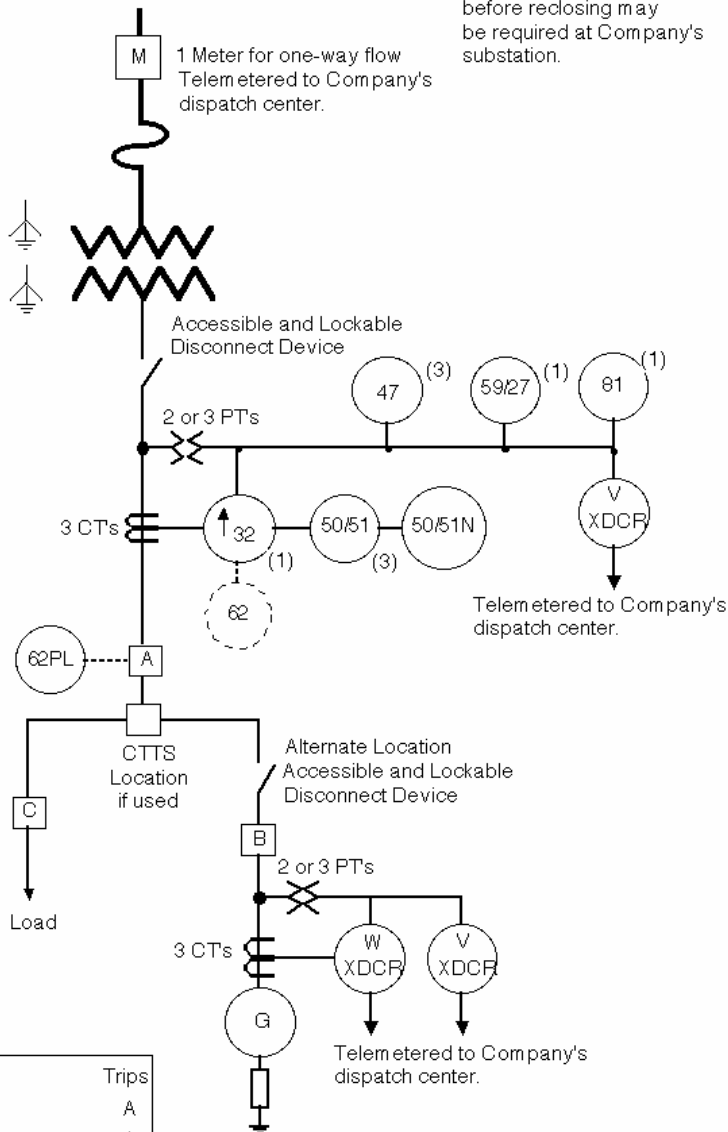 before reclosing may
be required at Company's
substation.
M
1 Meter for one-way flow
Telemetered to Company's
dispatch center.
Accessible and Lockable
Disconnect Device
47
(3)
59/27
(1)
81
(1)
2 or 3 PT's
3 CT's
32
(1)
50/51
(3)
50/51N
V
XDCR
62
Telemetered to Company's
dispatch center.
62PL
A
CTTS
Location
if used
Alternate Location
Accessible and Lockable
Disconnect Device
C
B
Load
2 or 3 PT's
3 CT's
W
XDCR
V
XDCR
G
Telemetered to Company's
dispatch center.
Trips
A